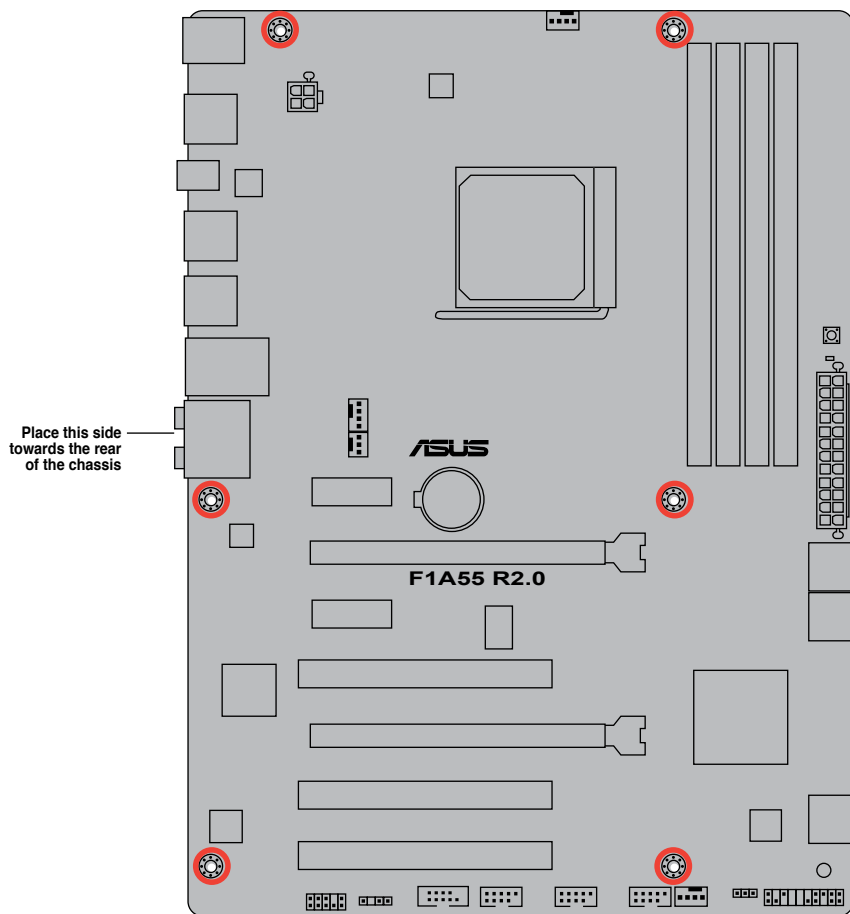 Place this side
towards the rear
of the chassis
ASUS
F1A55 R2.0